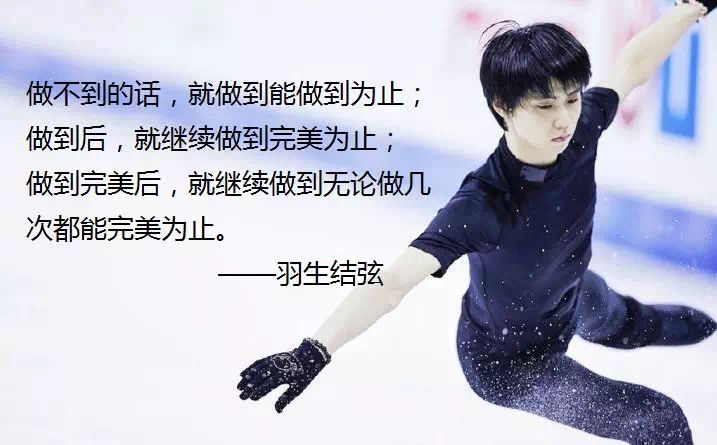 做不到的话，就做到能做到为止；
做到后，就继续做到完美为止；
做到完美后，就继续做到无论做几
次都能完美为止。
——羽生结弦